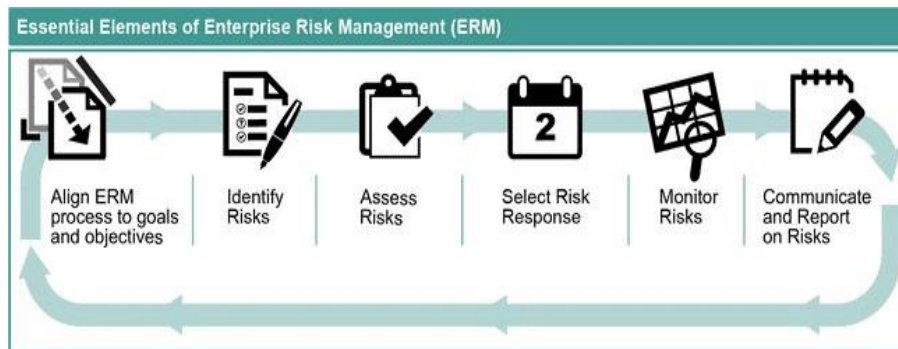 Essential Elements of Enterprise Risk Management (ERM)
2
Align ERM
process to goals
and objectives
Identify
Risks
Assess
Risks
Select Risk
Response
Monitor
Risks
Communicate
and Report
on Risks